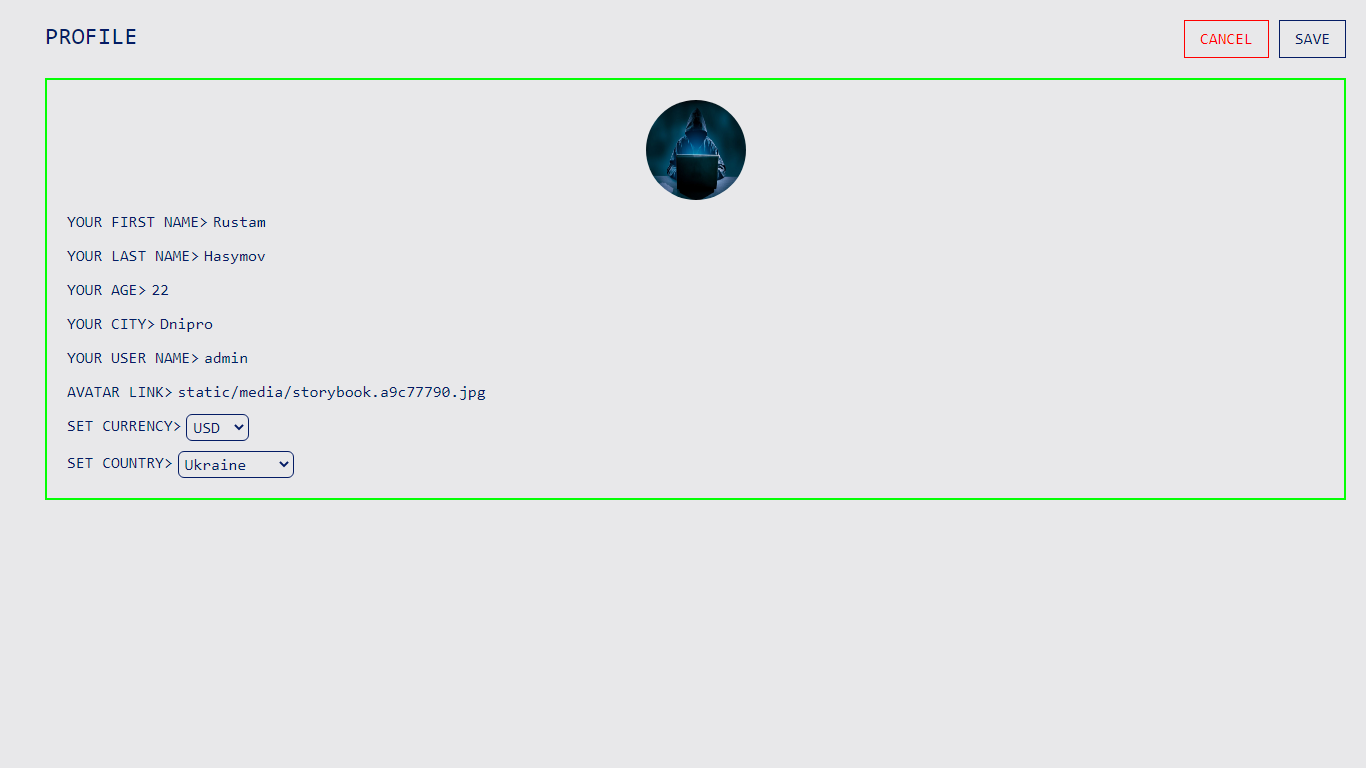 PROFILE
CANCEL
SAVE
YOUR FIRST NAME> Rustam
YOUR LAST NAME> Hasymov
YOUR AGE> 22
YOUR CITY> Dnipro
YOUR USER NAME> admin
AVATAR LINK> static/media/storybook.a9c77790.jpg
SET CURRENCY> USD
SET COUNTRY> Ukraine